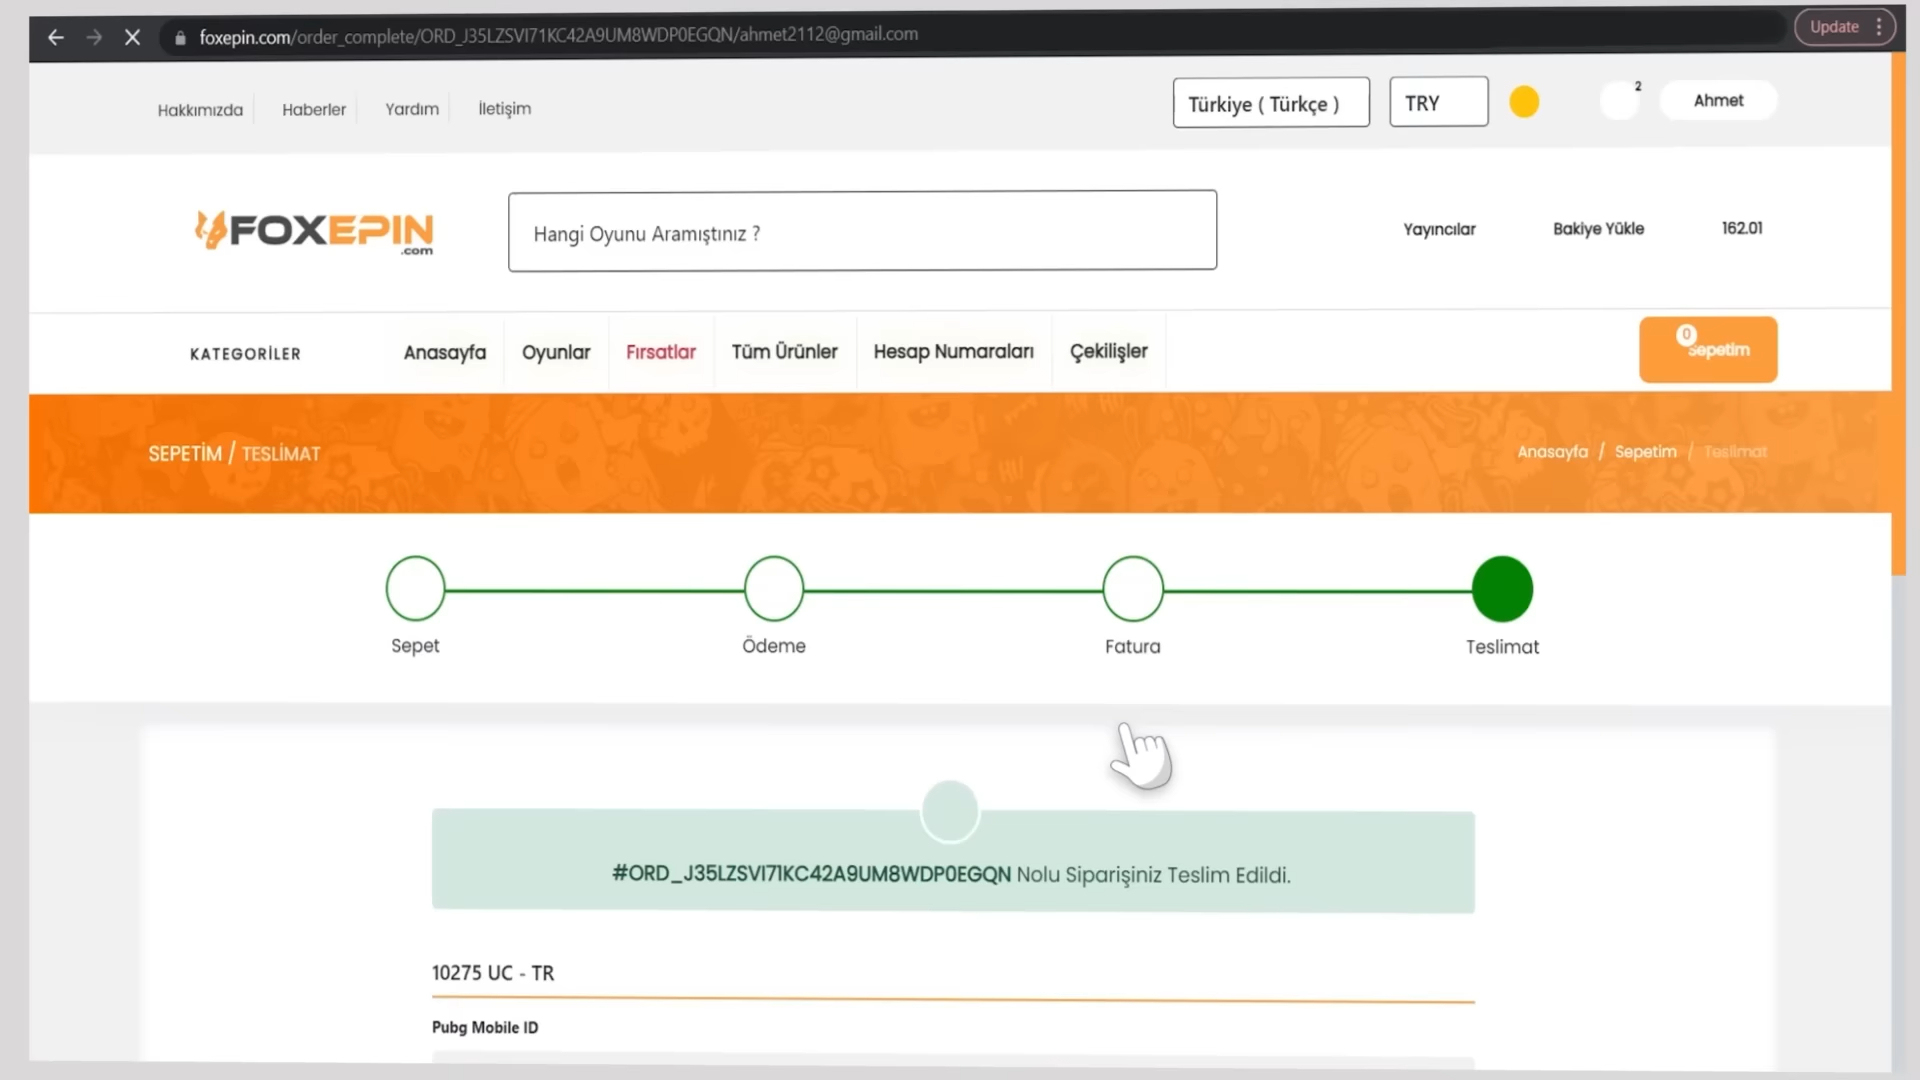 foxepin.com/order_complete/ORD_J35LZSVI71KC42A9UM8WDP0EGQN/ahmet2112@gmail.com
Update
Hakkımızda
Haberler
Yardım
İletişim
Türkiye ( Türkçe )
TRY
2
Ahmet
FOXEPIN
.com
Hangi Oyunu Aramıştınız ?
Yayıncılar
Bakiye Yükle
162.01
KATEGORİLER
Anasayfa
Oyunlar
Fırsatlar
Tüm Ürünler
Hesap Numaraları
Çekilişler
0
Sepetim
SEPETİM / TESLİMAT
Anasayfa / Sepetim / Teslimat
Sepet
Ödeme
Fatura
Teslimat
#ORD_J35LZSVI71KC42A9UM8WDP0EGQN Nolu Siparişiniz Teslim Edildi.
10275 UC - TR
Pubg Mobile ID